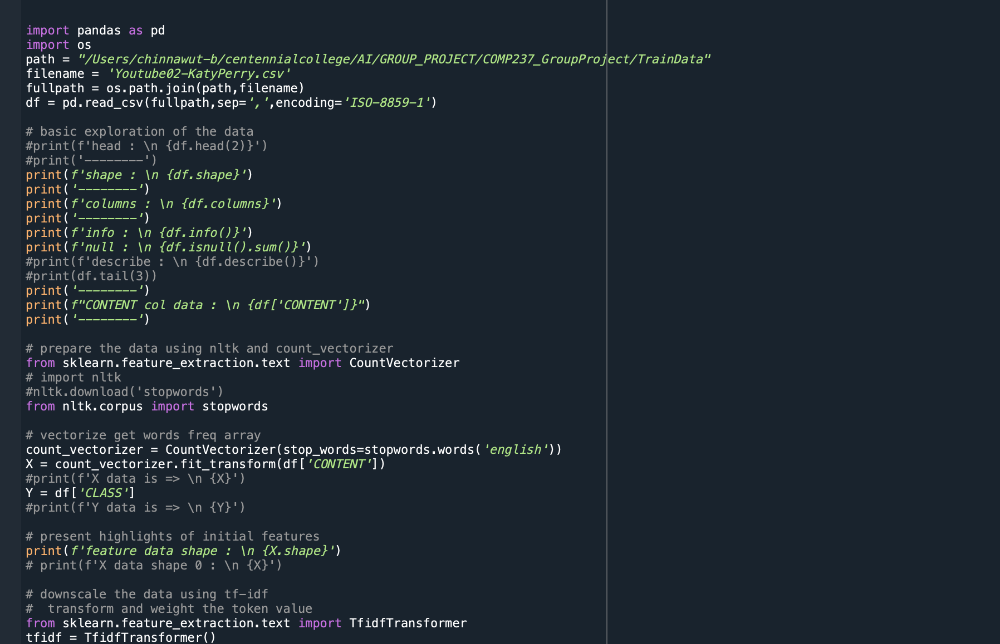 import pandas as pd
import os
path = "/Users/chinnawut-b/centennialcollege/AI/GROUP_PROJECT/COMP237_GroupProject/TrainData"
filename = 'Youtube02-KatyPerry.csv'
fullpath = os.path.join(path,filename)
df = pd.read_csv(fullpath,sep=',',encoding='ISO-8859-1')
# basic exploration of the data
#print(f'head : \n {df.head(2)}')
#print('--------')
print(f'shape : \n {df.shape}')
print('--------')
print(f'columns : \n {df.columns}')
print('--------')
print(f'info : \n {df.info()}')
print(f'null : \n {df.isnull().sum()}')
#print(f'describe : \n {df.describe()}')
#print(df.tail(3))
print('--------')
print(f"CONTENT col data : \n {df['CONTENT']}")
print('--------')
# prepare the data using nltk and count_vectorizer
from sklearn.feature_extraction.text import CountVectorizer
# import nltk
#nltk.download('stopwords')
from nltk.corpus import stopwords
# vectorize get words freq array
count_vectorizer = CountVectorizer(stop_words=stopwords.words('english'))
X = count_vectorizer.fit_transform(df['CONTENT'])
#print(f'X data is => \n {X}')
Y = df['CLASS']
#print(f'Y data is => \n {Y}')
# present highlights of initial features
print(f'feature data shape : \n {X.shape}')
# print(f'X data shape 0 : \n {X}')
# downscale the data using tf-idf
#  transform and weight the token value
from sklearn.feature_extraction.text import TfidfTransformer
tfidf = TfidfTransformer()